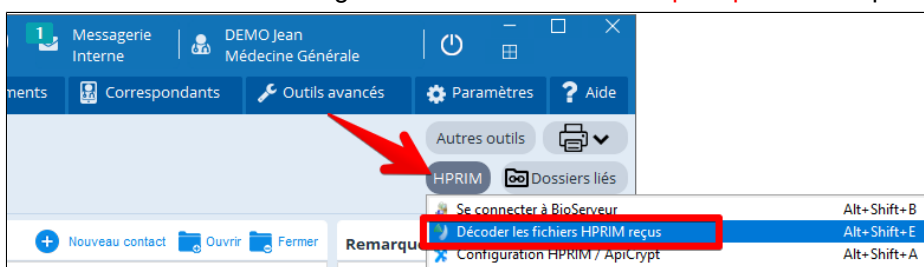 1 Messagerie Interne
DEMO Jean Médecine Générale
ments Correspondants Outils avancés Paramètres ? Aide
Autres outils
HPRIM Dossiers liés
Se connecter à BioServeur Alt+Shift+B
Décoder les fichiers HPRIM reçus Alt+Shift+E
Configuration HPRIM / ApiCrypt Alt+Shift+A
Nouveau contact Ouvrir Fermer Remarqu